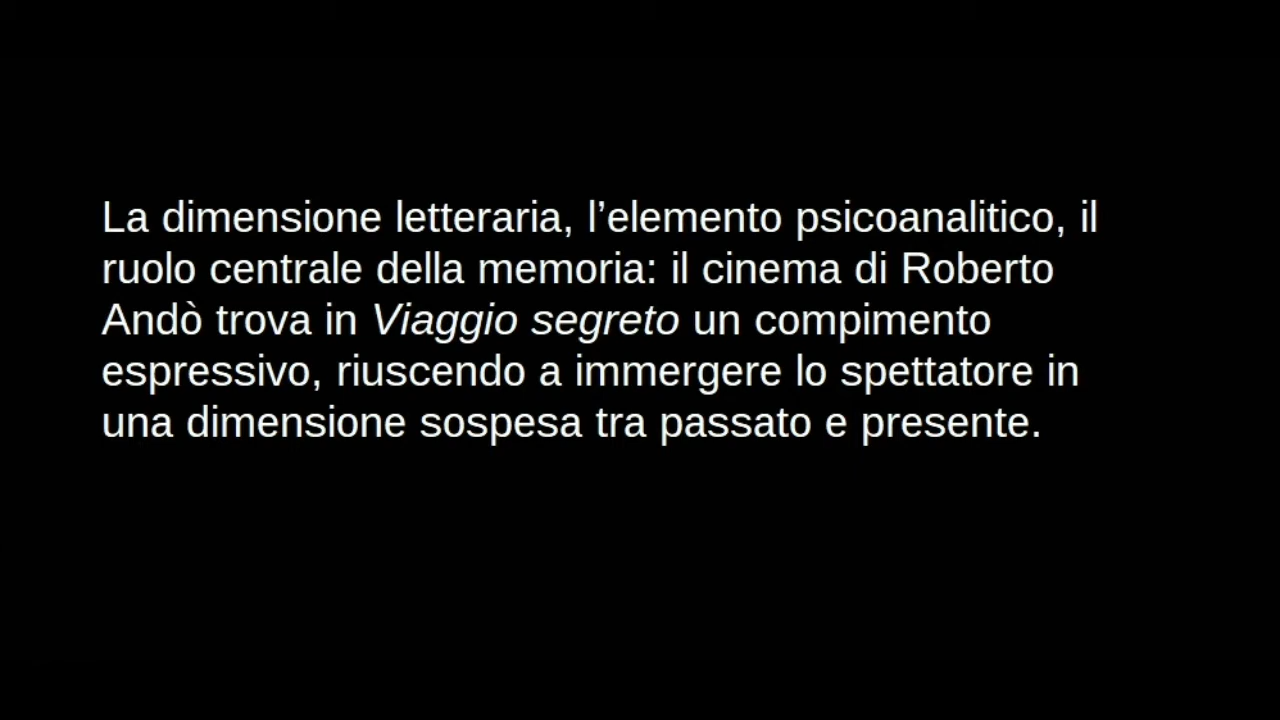 La dimensione letteraria, l’elemento psicoanalitico, il
ruolo centrale della memoria: il cinema di Roberto
Andò trova in Viaggio segreto un compimento
espressivo, riuscendo a immergere lo spettatore in
una dimensione sospesa tra passato e presente.